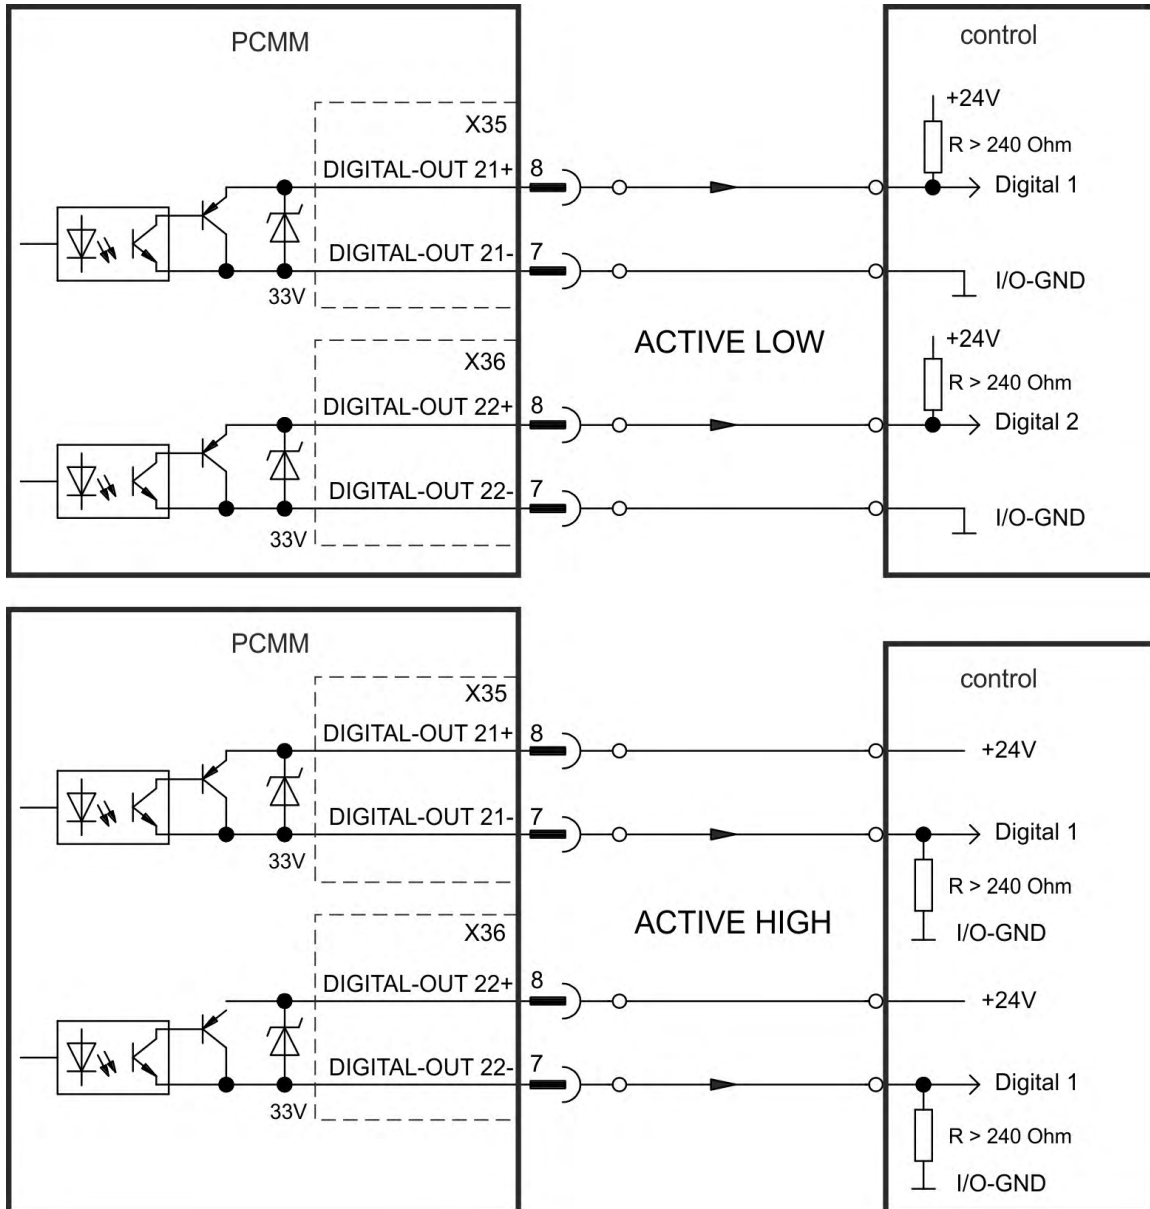 PCMM
control
+24V
X35
R > 240 Ohm
DIGITAL-OUT 21+
8
Digital 1
DIGITAL-OUT 21-
7
I/O-GND
33V
ACTIVE LOW
+24V
X36
R > 240 Ohm
DIGITAL-OUT 22+
8
Digital 2
DIGITAL-OUT 22-
7
I/O-GND
33V
PCMM
control
X35
DIGITAL-OUT 21+
8
+24V
DIGITAL-OUT 21-
7
Digital 1
33V
R > 240 Ohm
ACTIVE HIGH
X36
I/O-GND
DIGITAL-OUT 22+
8
+24V
DIGITAL-OUT 22-
7
Digital 1
33V
R > 240 Ohm
I/O-GND